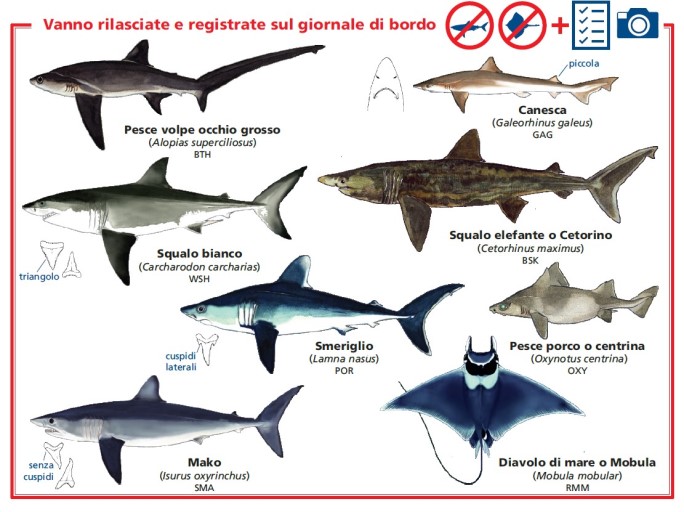 Vanno rilasciate e registrate sul giornale di bordo
piccola
Canesca
(Galeorhinus galeus)
GAG
Pesce volpe occhio grosso
(Alopias superciliosus)
BTH
Squalo elefante o Cetorino
(Cetorhinus maximus)
BSK
Squalo bianco
(Carcharodon carcharias)
WSH
triangolo
Smeriglio
(Lamna nasus)
POR
cuspidi
laterali
Pesce porco o centrina
(Oxynotus centrina)
OXY
Mako
(Isurus oxyrinchus)
SMA
senza
cuspidi
Diavolo di mare o Mobula
(Mobula mobular)
RMM